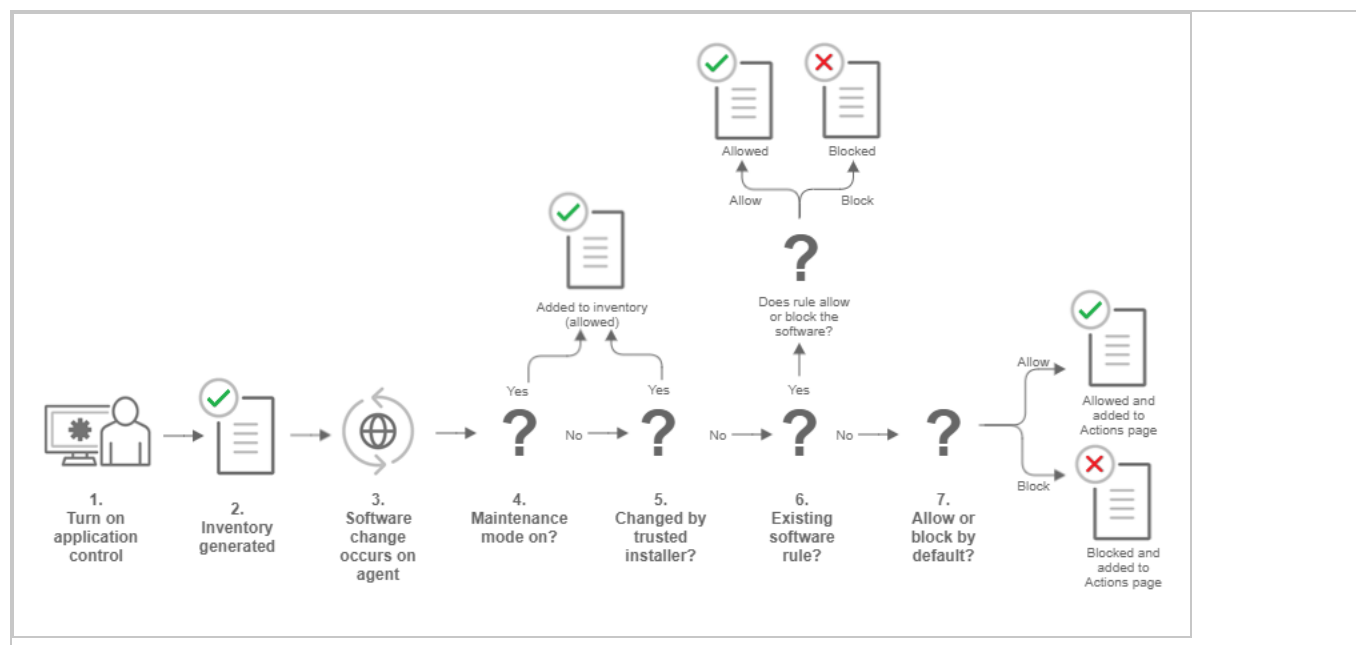 Allowed
Blocked
Allow
Block
Does rule allow
or block the
software?
Added to inventory
(allowed)
Yes
Yes
Yes
No
No
No
Allow
Allowed and
added to
Actions page
Block
Blocked and
added to
Actions page
1.
Turn on
application
control
2.
Inventory
generated
3.
Software
change
occurs on
agent
4.
Maintenance
mode on?
5.
Changed by
trusted
installer?
6.
Existing
software
rule?
7.
Allow or
block by
default?